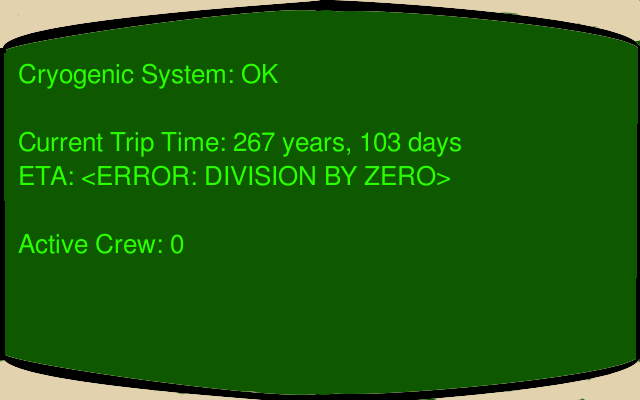 Cryogenic System: OK
Current Trip Time: 267 years, 103 days
ETA: <ERROR: DIVISION BY ZERO>
Active Crew: 0